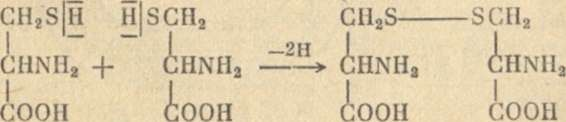 CH₂S|H H|SCH₂ CH₂S—SCH₂
—2H
CHNH₂ + CHNH₂ → CHNH₂ CHNH₂
COOH COOH COOH COOH